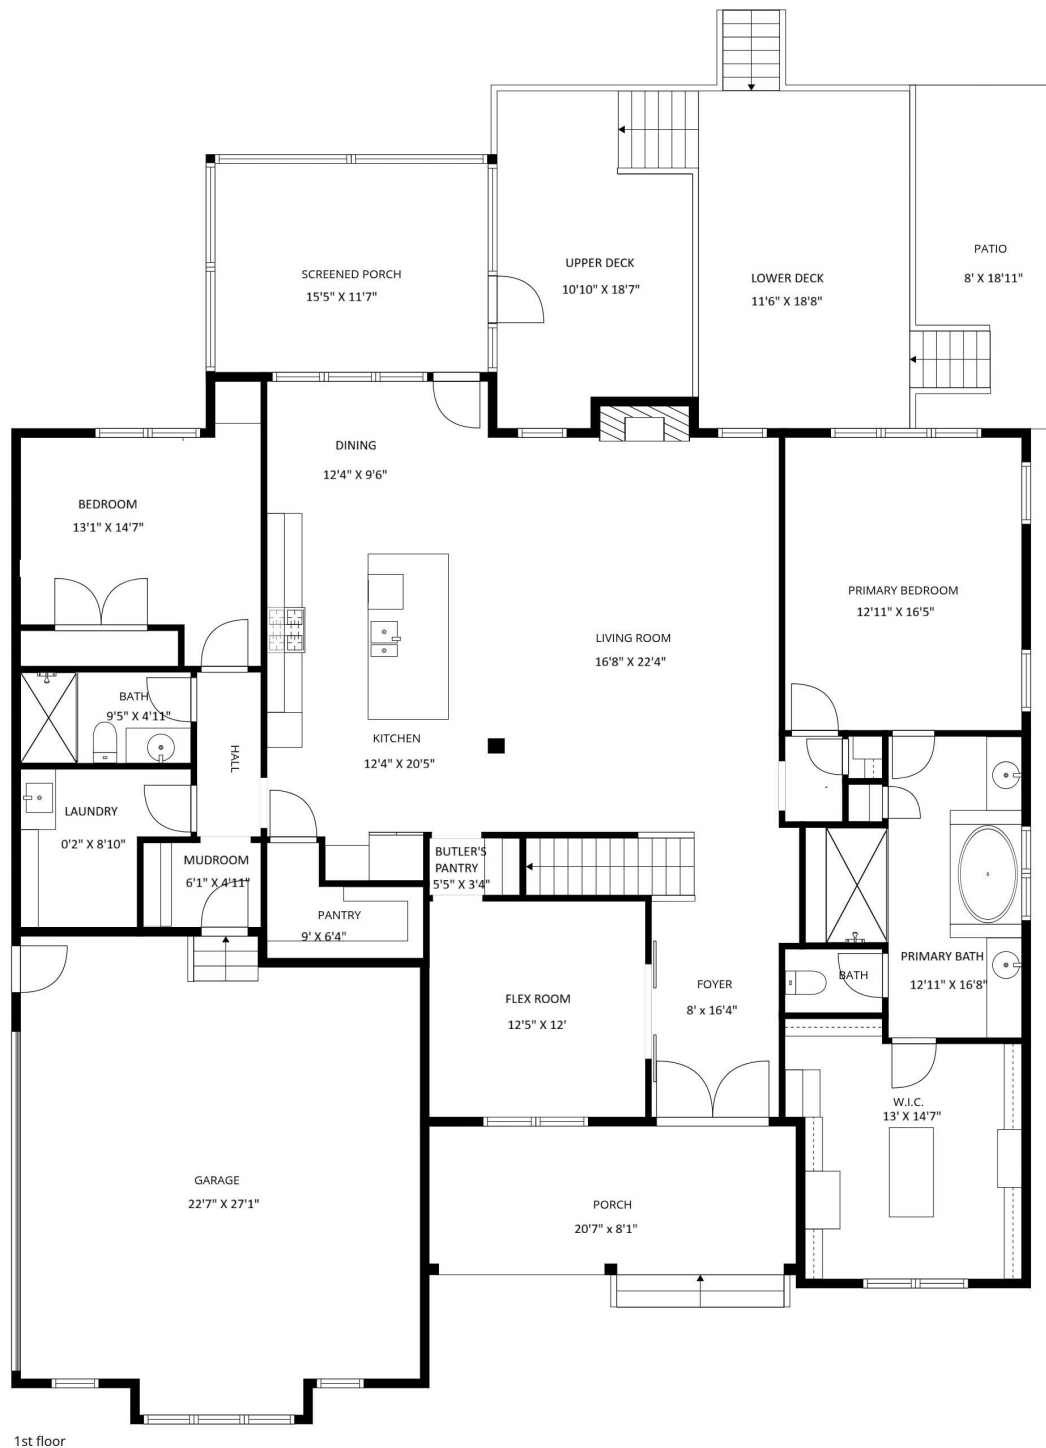 PATIO
8' X 18'11"
UPPER DECK
10'10" X 18'7"
SCREENED PORCH
15'5" X 11'7"
LOWER DECK
11'6" X 18'8"
DINING
12'4" X 9'6"
BEDROOM
13'1" X 14'7"
PRIMARY BEDROOM
12'11" X 16'5"
LIVING ROOM
16'8" X 22'4"
BATH
9'5" X 4'11"
KITCHEN
12'4" X 20'5"
HALL
LAUNDRY
0'2" X 8'10"
MUDROOM
6'1" X 4'11"
BUTLER'S
PANTRY
5'5" X 3'4"
PANTRY
9' X 6'4"
PRIMARY BATH
12'11" X 16'8"
BATH
FOYER
8' x 16'4"
FLEX ROOM
12'5" X 12'
W.I.C.
13' X 14'7"
GARAGE
22'7" X 27'1"
PORCH
20'7" x 8'1"
1st floor